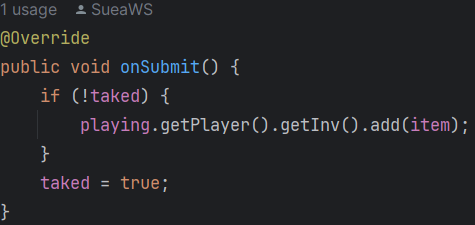 1 usage SueaWS
@Override
public void onSubmit() {
    if (!taked) {
        playing.getPlayer().getInv().add(item);
    }
    taked = true;
}